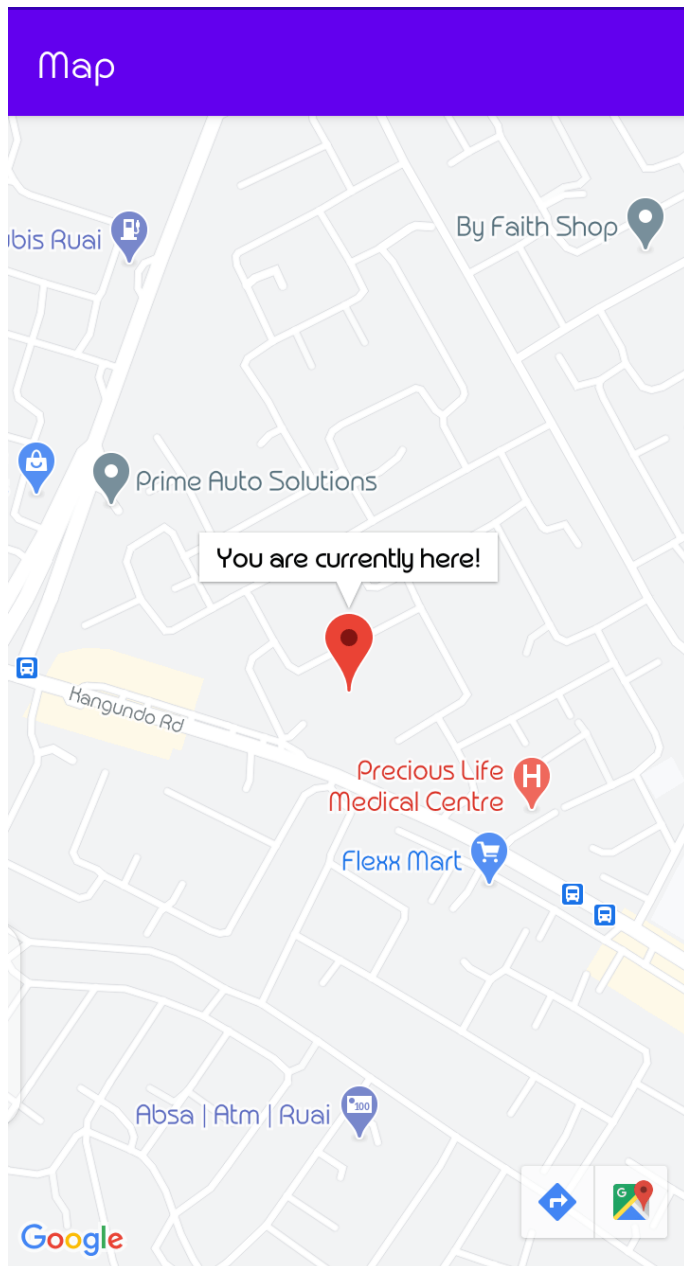 Map
By Faith Shop
bis Ruai
Prime Auto Solutions
You are currently here!
Kangundo Rd
Precious Life
Medical Centre
H
Flexx Mart
Absa | Atm | Ruai
100
G
Google